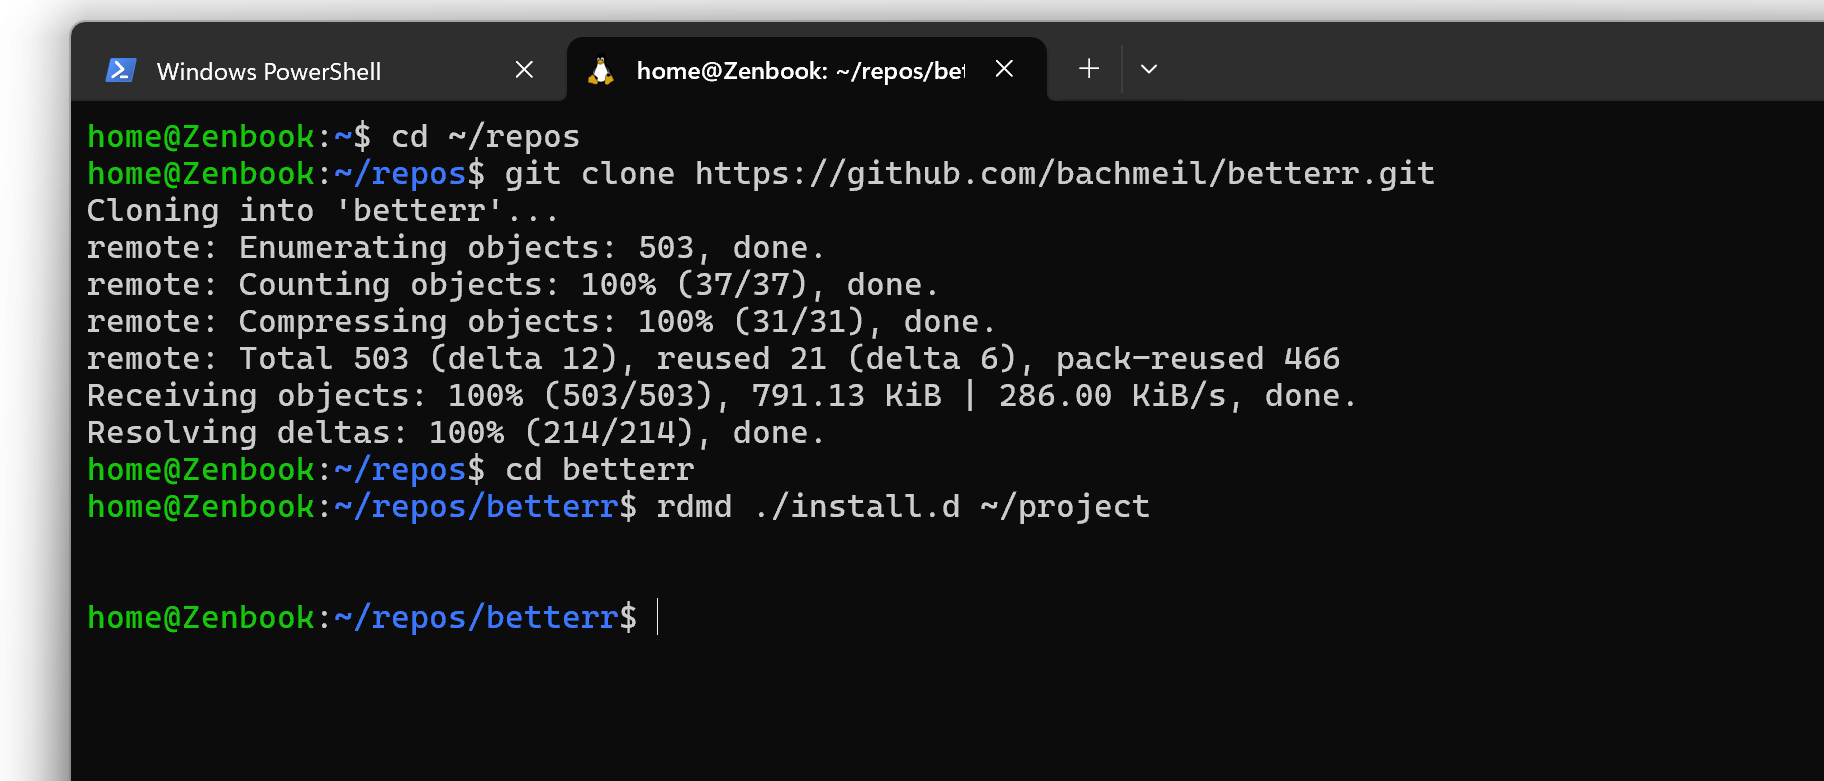 Windows PowerShell
home@Zenbook: ~/repos/bet
home@Zenbook:~$ cd ~/repos
home@Zenbook:~/repos$ git clone https://github.com/bachmeil/betterr.git
Cloning into 'betterr'...
remote: Enumerating objects: 503, done.
remote: Counting objects: 100% (37/37), done.
remote: Compressing objects: 100% (31/31), done.
remote: Total 503 (delta 12), reused 21 (delta 6), pack-reused 466
Receiving objects: 100% (503/503), 791.13 KiB | 286.00 KiB/s, done.
Resolving deltas: 100% (214/214), done.
home@Zenbook:~/repos$ cd betterr
home@Zenbook:~/repos/betterr$ rdmd ./install.d ~/project
home@Zenbook:~/repos/betterr$